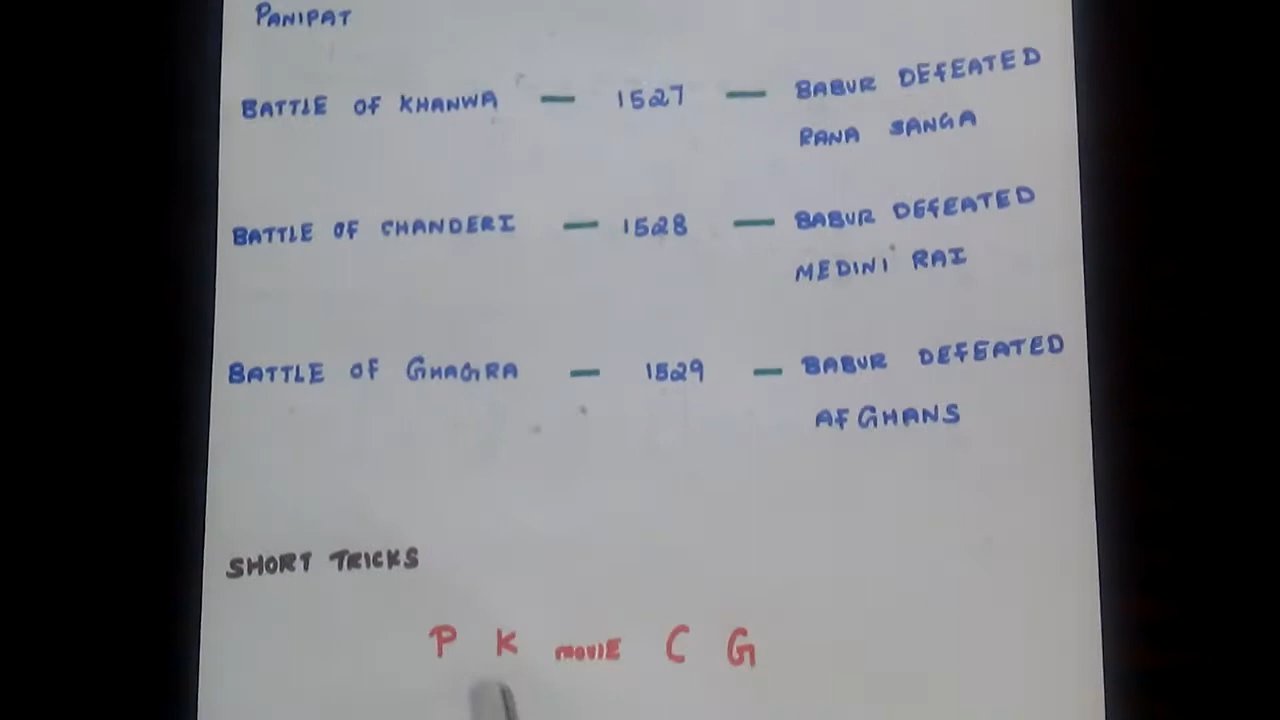 PANIPAT
BATTLE OF KHANWA — 1527 — BABUR DEFEATED
RANA SANGA
BATTLE OF CHANDERI — 1528 — BABUR DEFEATED
MEDINI RAI
BATTLE OF GHAGRA — 1529 — BABUR DEFEATED
AFGHANS
SHORT TRICKS
P K MOVIE C G